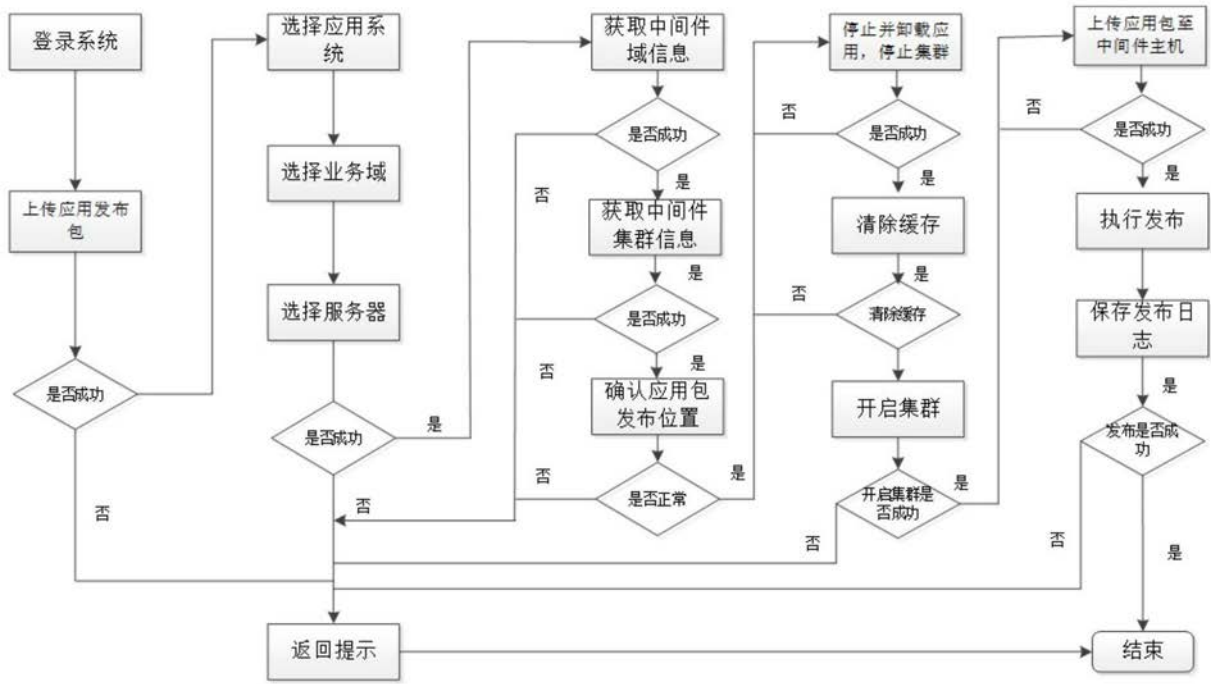 登录系统
上传应用发布
包
是否成功
否
选择应用系
统
选择业务域
选择服务器
是否成功
是
否
返回提示
获取中间件
域信息
是否成功
否
是
获取中间件
集群信息
是
是否成功
否
是
确认应用包
发布位置
是否正常
否
是
停止并卸载应
用，停止集群
否
是否成功
是
清除缓存
是
否
清除缓存
开启集群
开启集群是
否成功
是
否
上传应用包至
中间件主机
否
是否成功
是
执行发布
保存发布日
志
是
发布是否成
功
否
是
结束